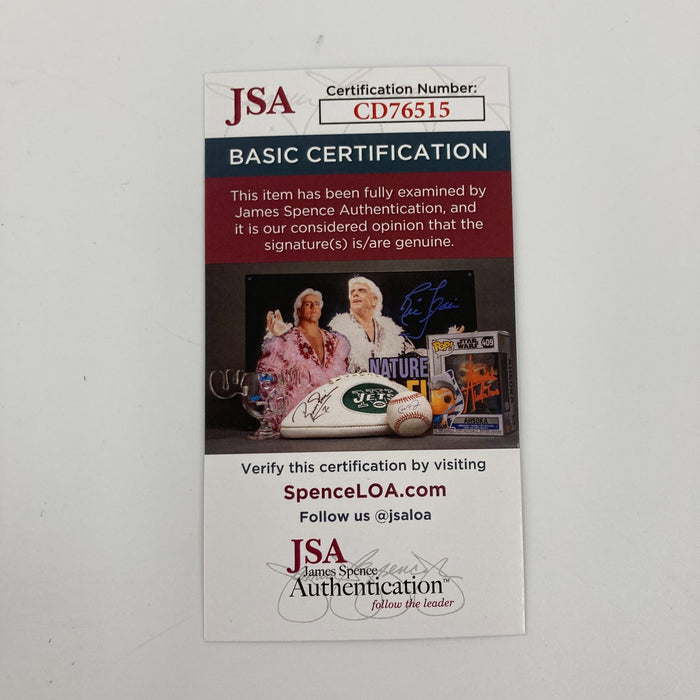 JSA
Certification Number:
CD76515
BASIC CERTIFICATION
This item has been fully examined by
James Spence Authentication, and
it is our considered opinion that the
signature(s) is/are genuine.
NATURE
POP!
STAR WARS
409
JETS
AHSOKA
Verify this certification by visiting
SpenceLOA.com
Follow us @jsaloa
JSA
James Spence
Authentication™
follow the leader